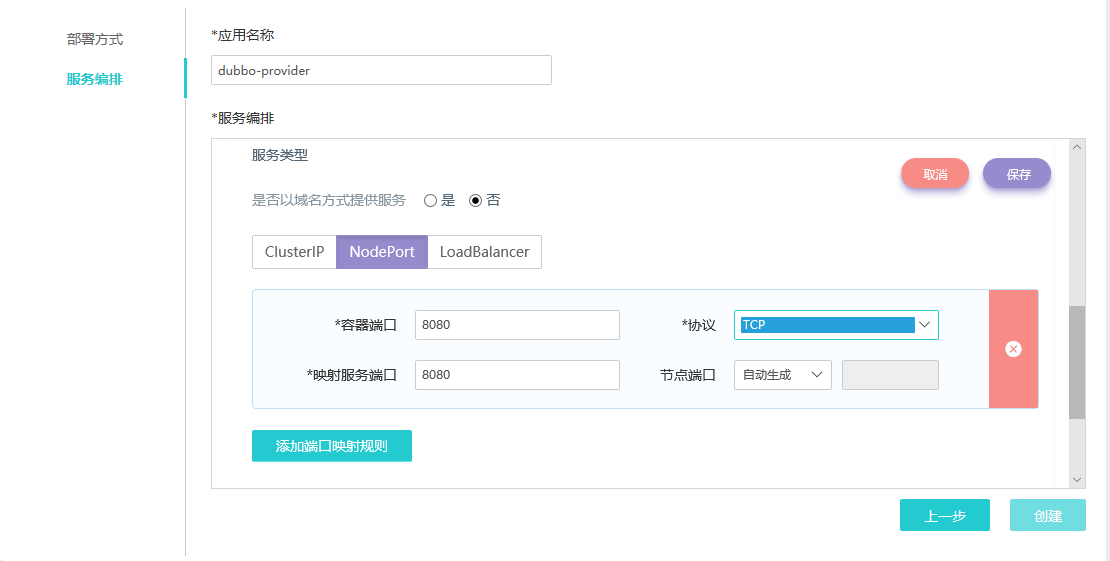 部署方式
服务编排
*应用名称
dubbo-provider
*服务编排
服务类型
取消 保存
是否以域名方式提供服务 是 否
ClusterIP NodePort LoadBalancer
*容器端口 8080 *协议 TCP
*映射服务端口 8080 节点端口 自动生成
添加端口映射规则
上一步 创建